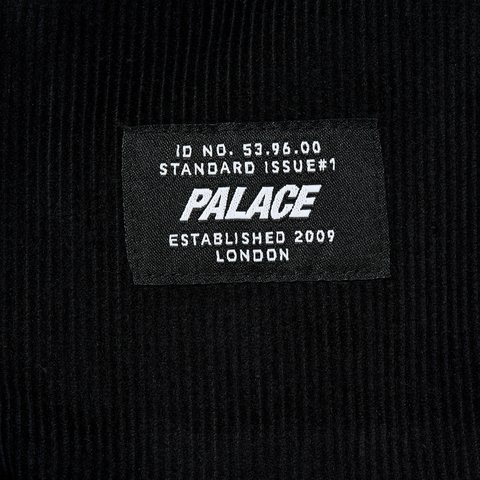 ID NO. 53.96.00
STANDARD ISSUE#1
PALACE
ESTABLISHED 2009
LONDON